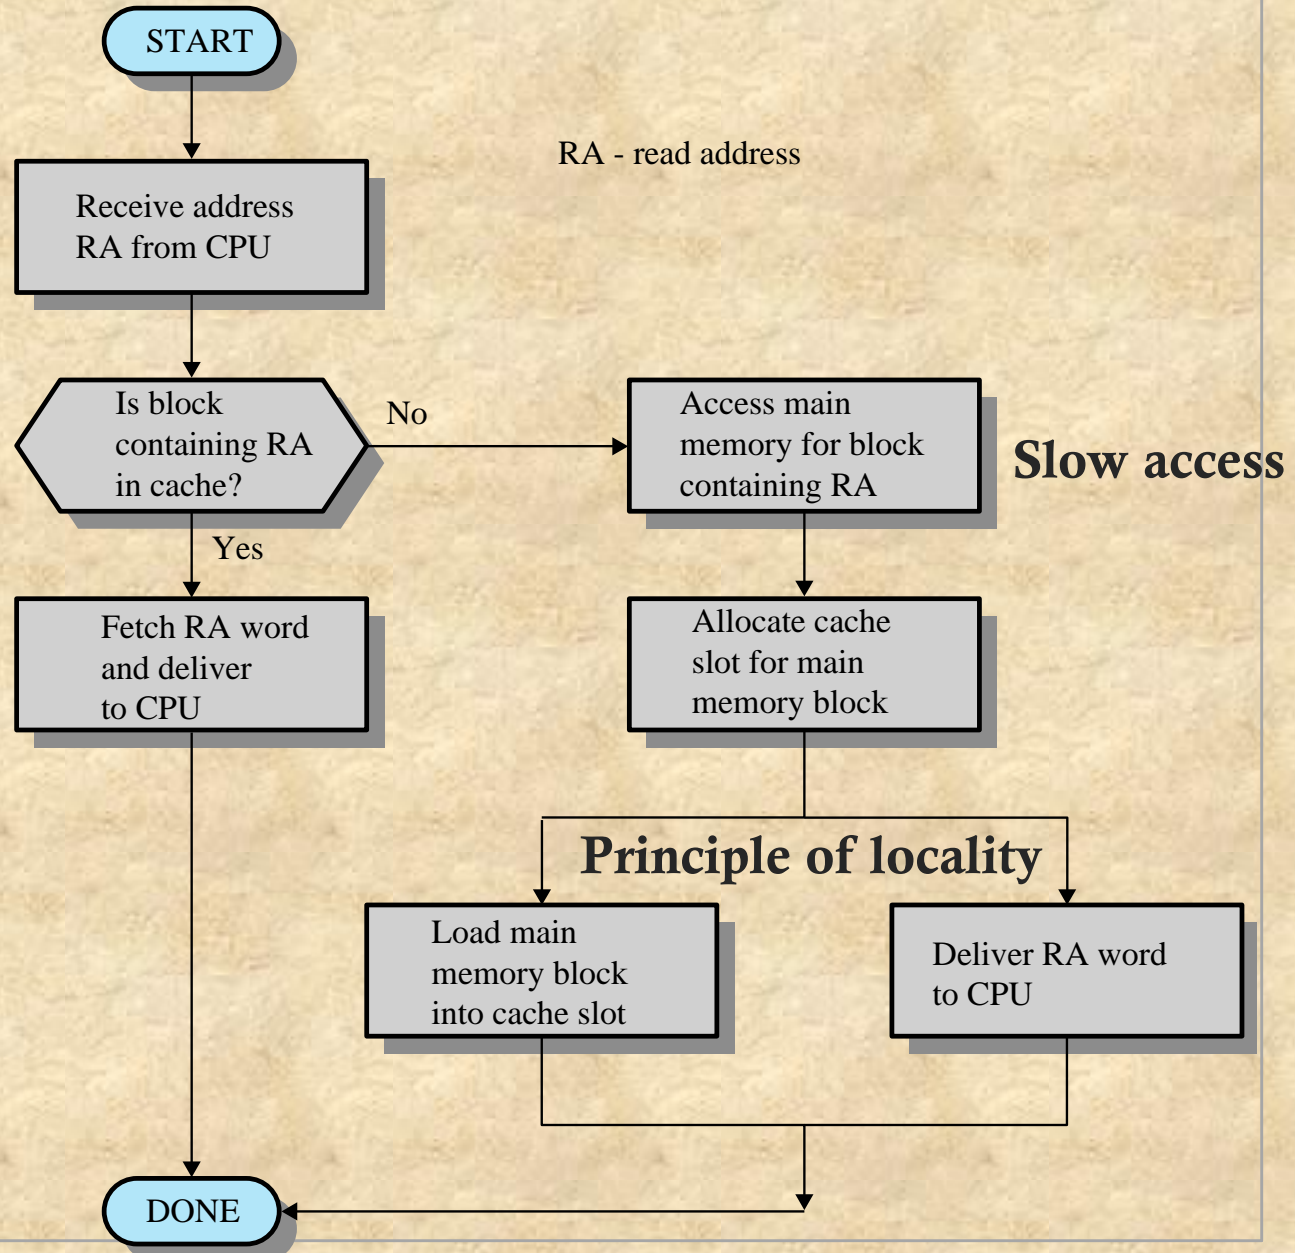 START
RA - read address
Receive address
RA from CPU
Is block
containing RA
in cache?
No
Access main
memory for block
containing RA
Slow access
Yes
Fetch RA word
and deliver
to CPU
Allocate cache
slot for main
memory block
Principle of locality
Load main
memory block
into cache slot
Deliver RA word
to CPU
DONE